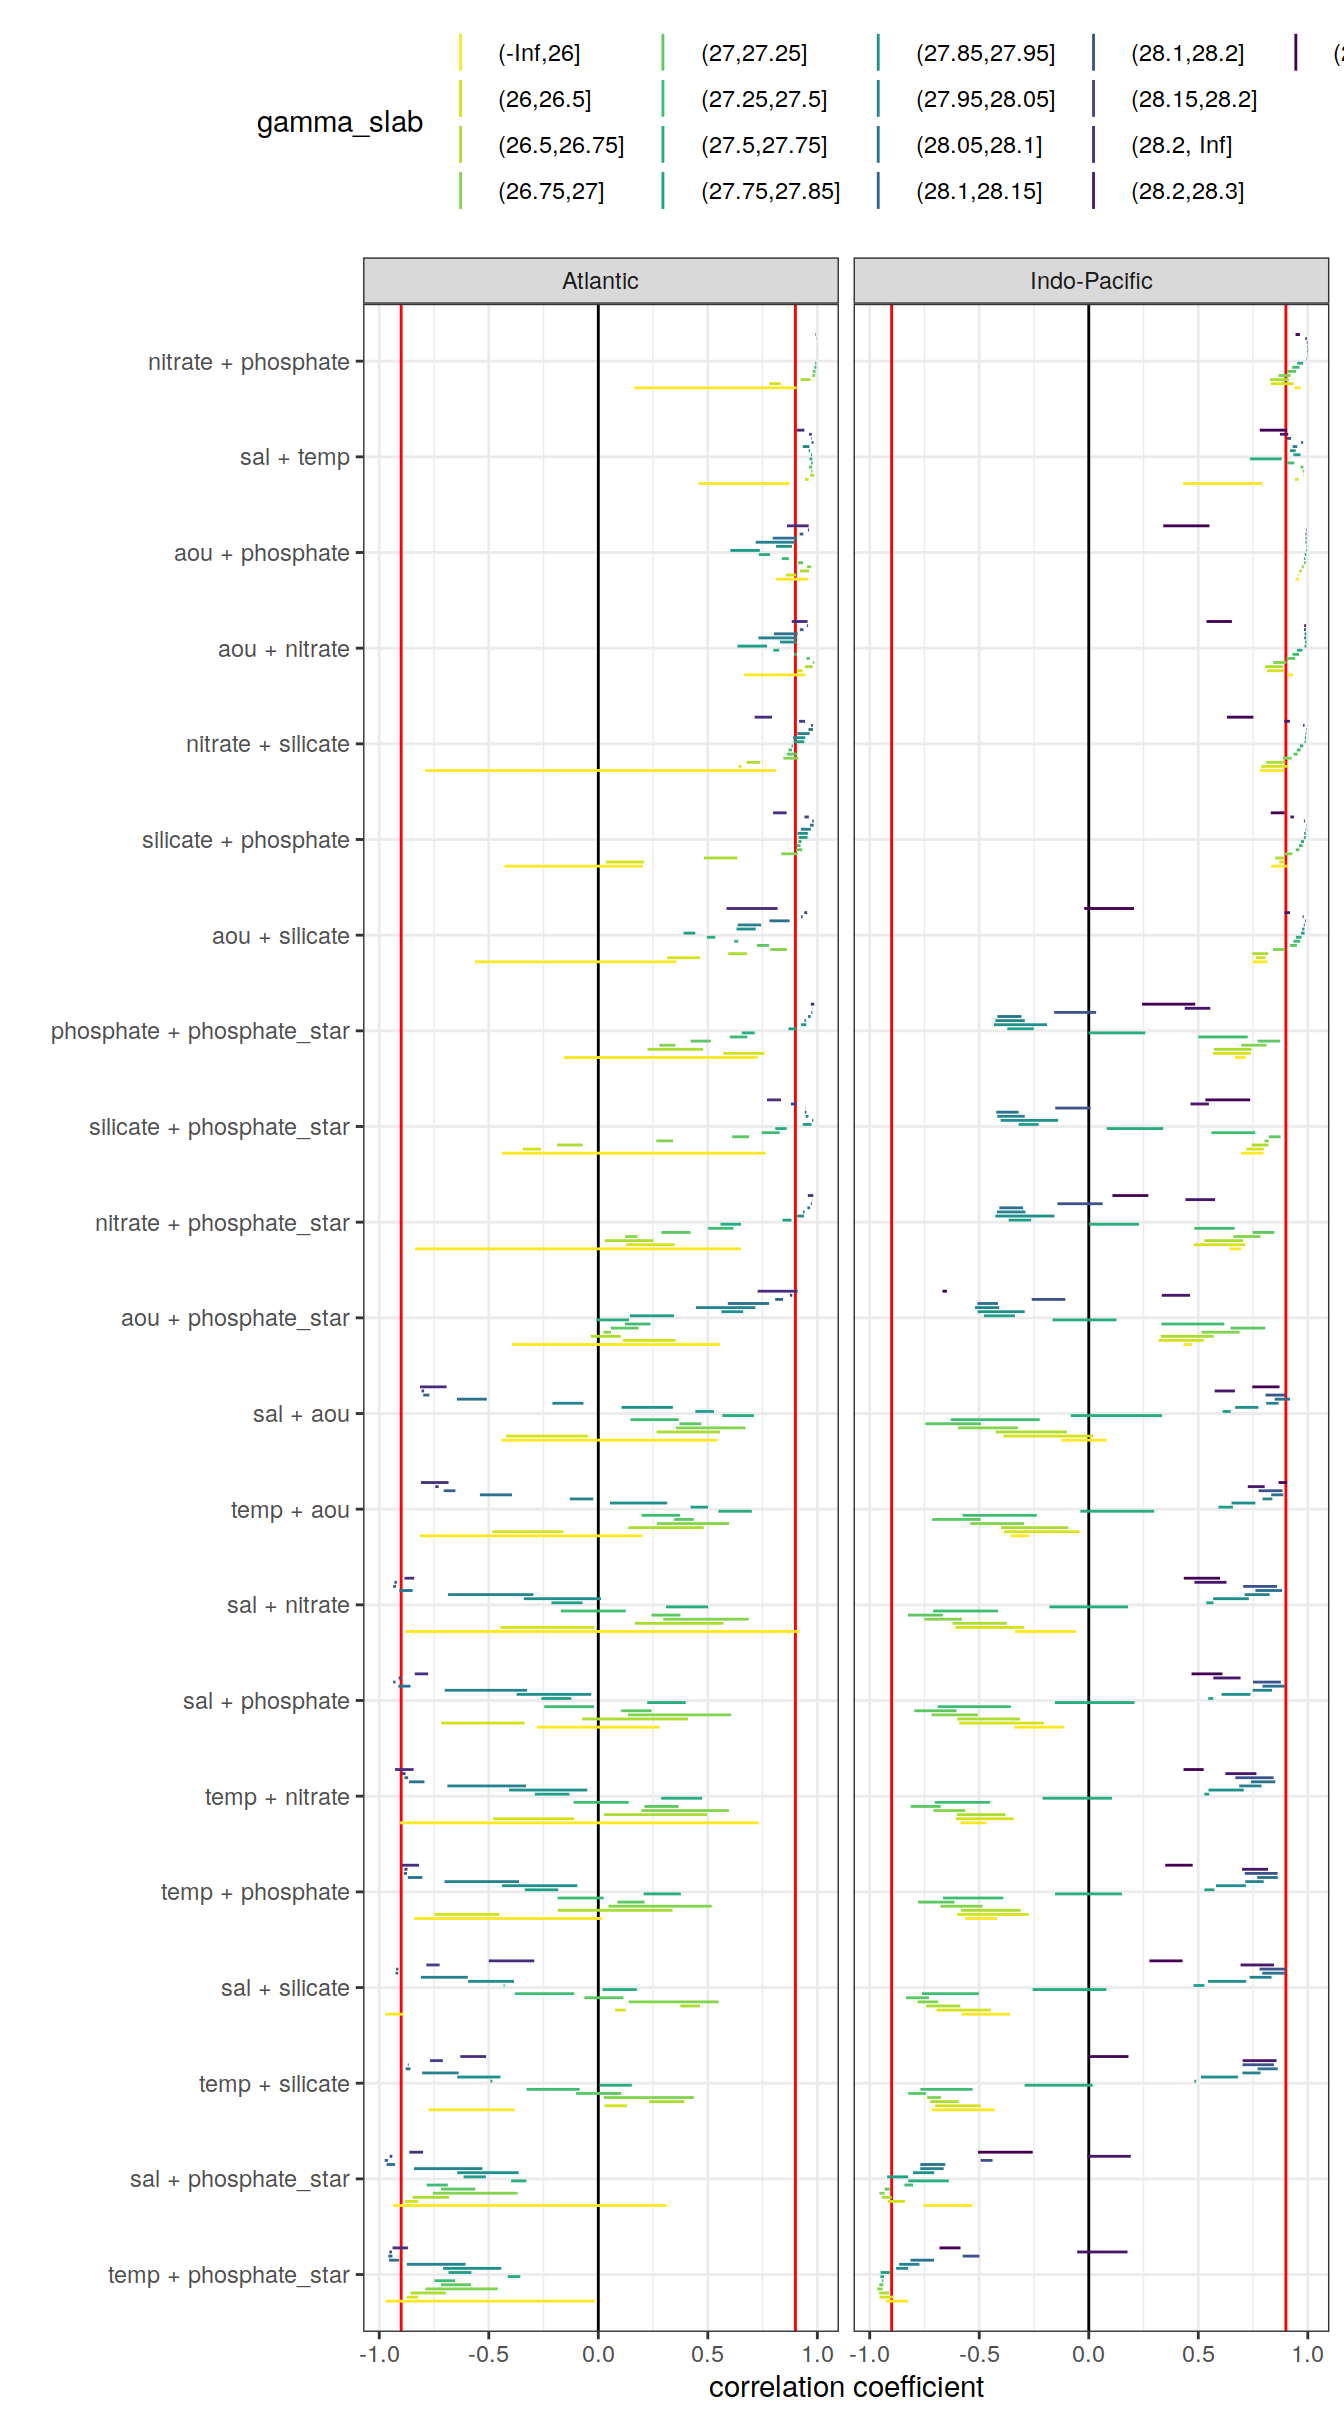 gamma_slab
(-Inf,26]
(26,26.5]
(26.5,26.75]
(26.75,27]
(27,27.25]
(27.25,27.5]
(27.5,27.75]
(27.75,27.85]
(27.85,27.95]
(27.95,28.05]
(28.05,28.1]
(28.1,28.15]
(28.1,28.2]
(28.15,28.2]
(28.2, Inf]
(28.2,28.3]
Atlantic
Indo-Pacific
nitrate + phosphate
sal + temp
aou + phosphate
aou + nitrate
nitrate + silicate
silicate + phosphate
aou + silicate
phosphate + phosphate_star
silicate + phosphate_star
nitrate + phosphate_star
aou + phosphate_star
sal + aou
temp + aou
sal + nitrate
sal + phosphate
temp + nitrate
temp + phosphate
sal + silicate
temp + silicate
sal + phosphate_star
temp + phosphate_star
-1.0 -0.5 0.0 0.5 1.0
-1.0 -0.5 0.0 0.5 1.0
correlation coefficient